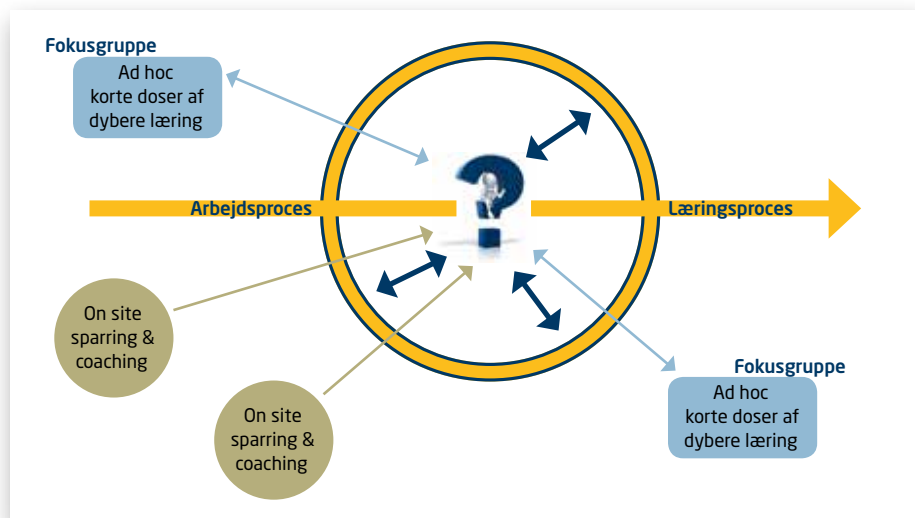 Fokusgruppe
Ad hoc
korte doser af
dybere læring
?
Arbejdsproces
Læringsproces
On site
sparring &
coaching
On site
sparring &
coaching
Fokusgruppe
Ad hoc
korte doser af
dybere læring